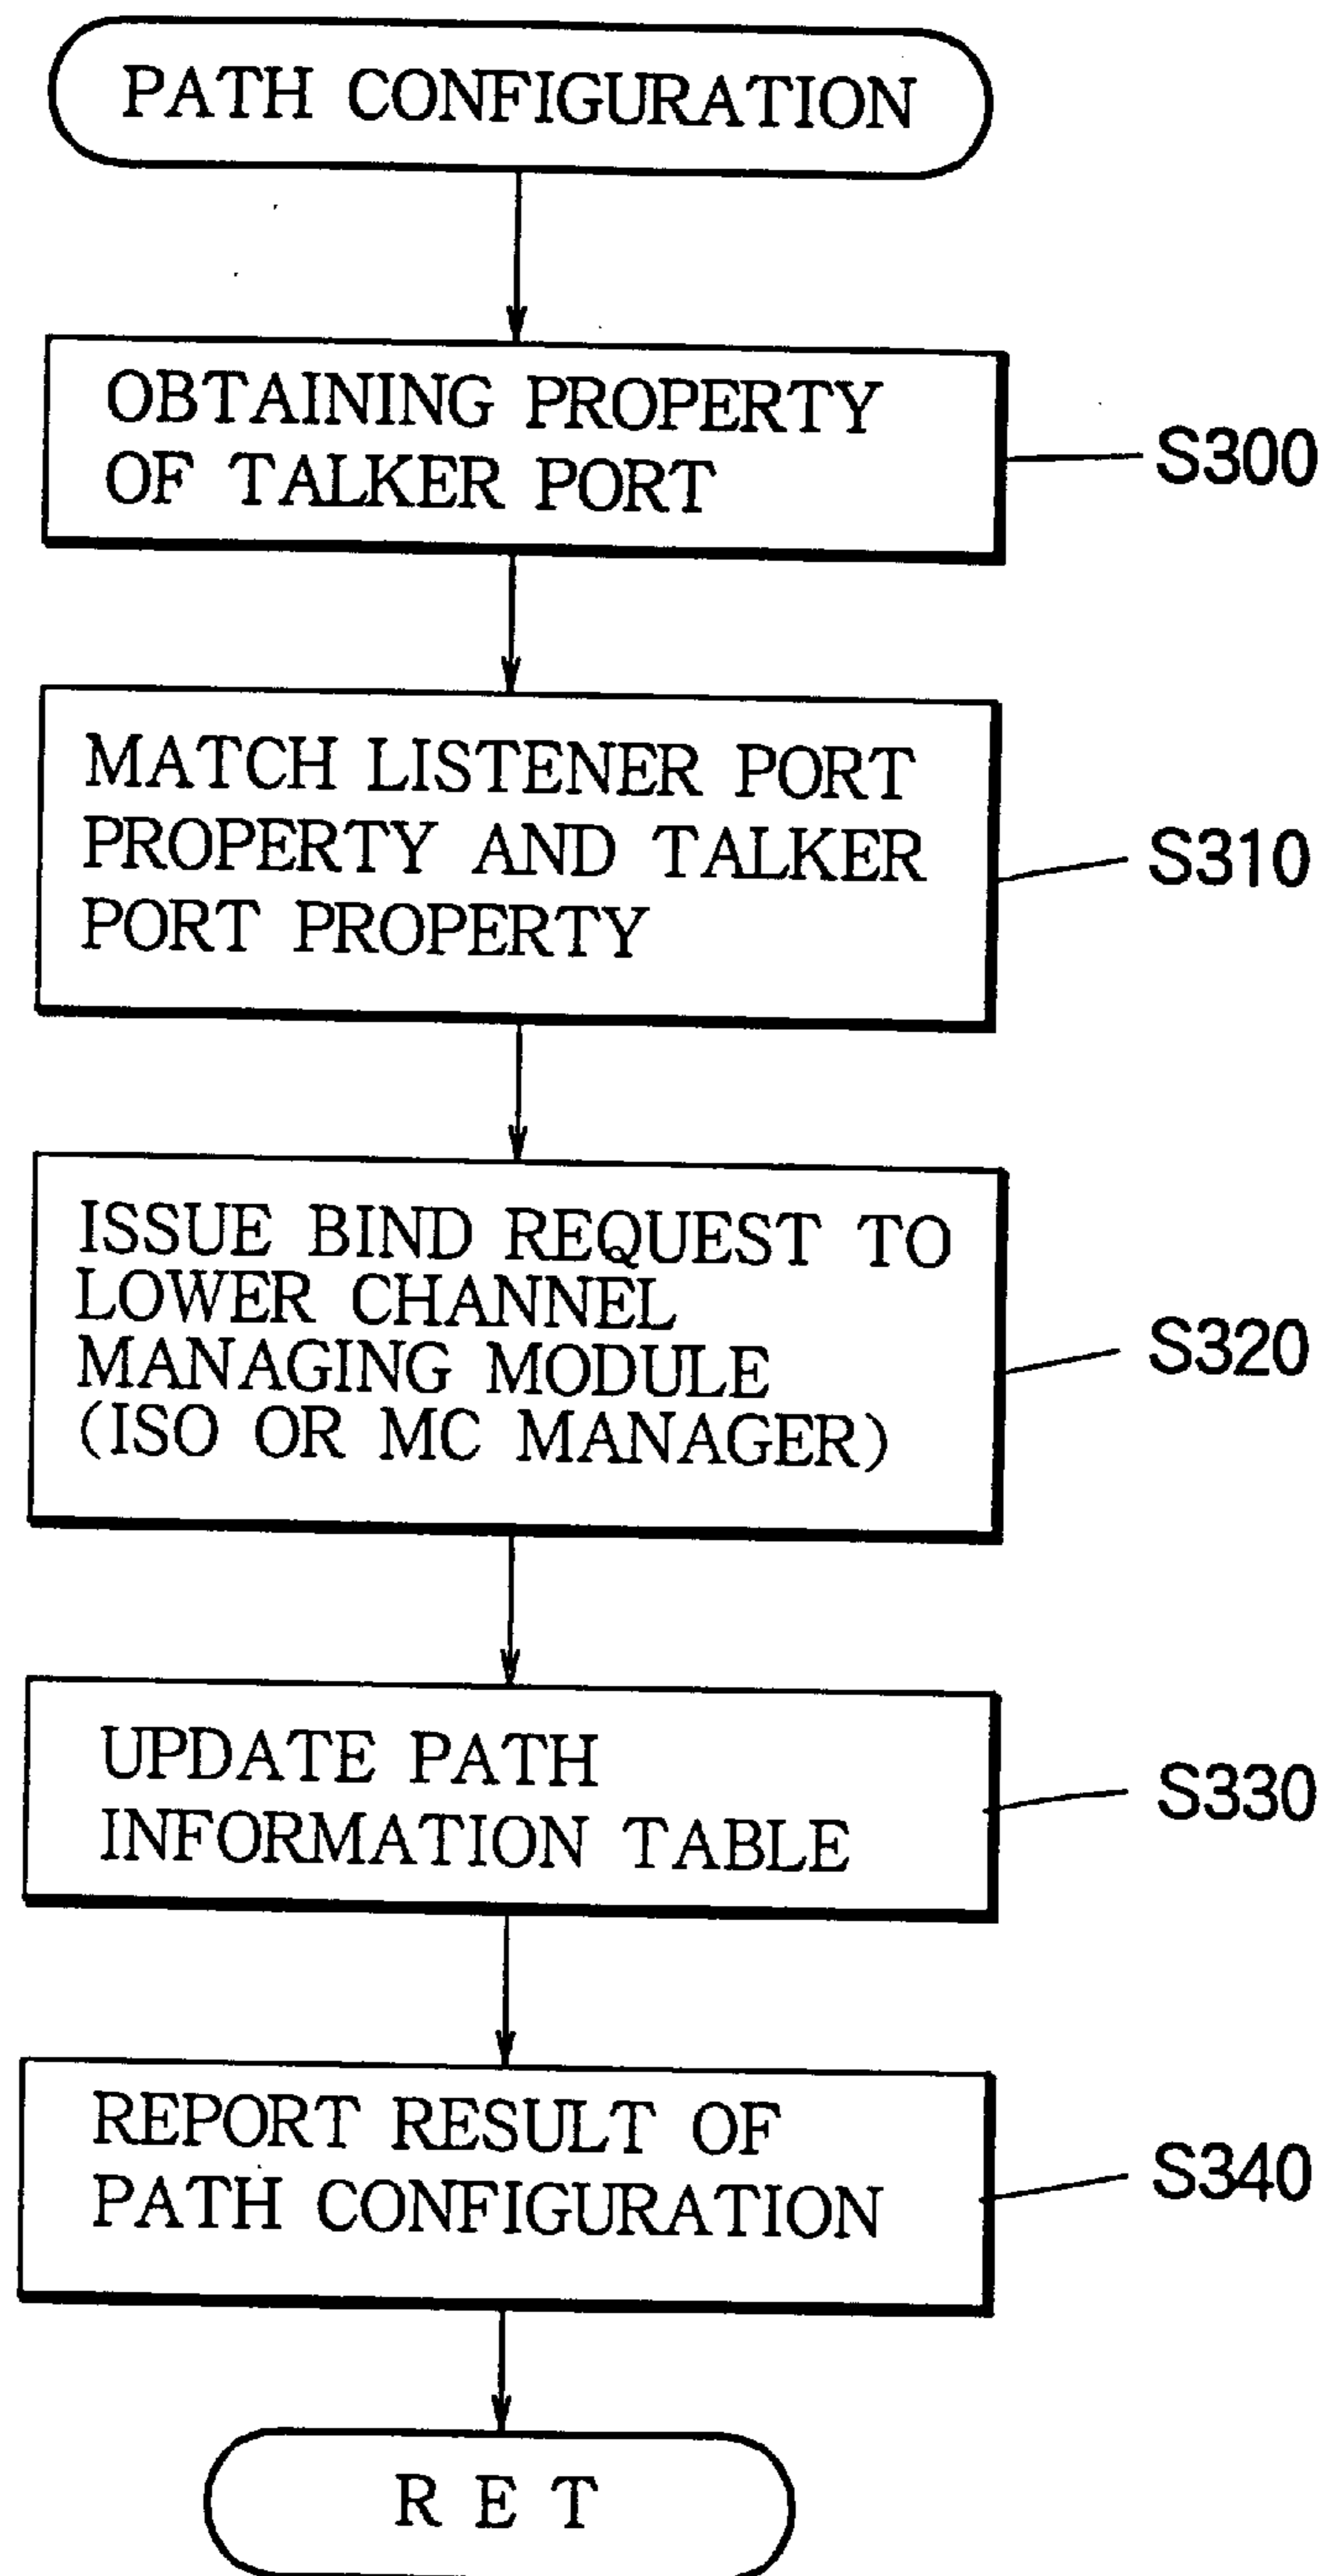 PATH CONFIGURATION
OBTAINING PROPERTY
OF TALKER PORT
S300
MATCH LISTENER PORT
PROPERTY AND TALKER
PORT PROPERTY
S310
ISSUE BIND REQUEST TO
LOWER CHANNEL
MANAGING MODULE
(ISO OR MC MANAGER)
S320
UPDATE PATH
INFORMATION TABLE
S330
REPORT RESULT OF
PATH CONFIGURATION
S340
R E T